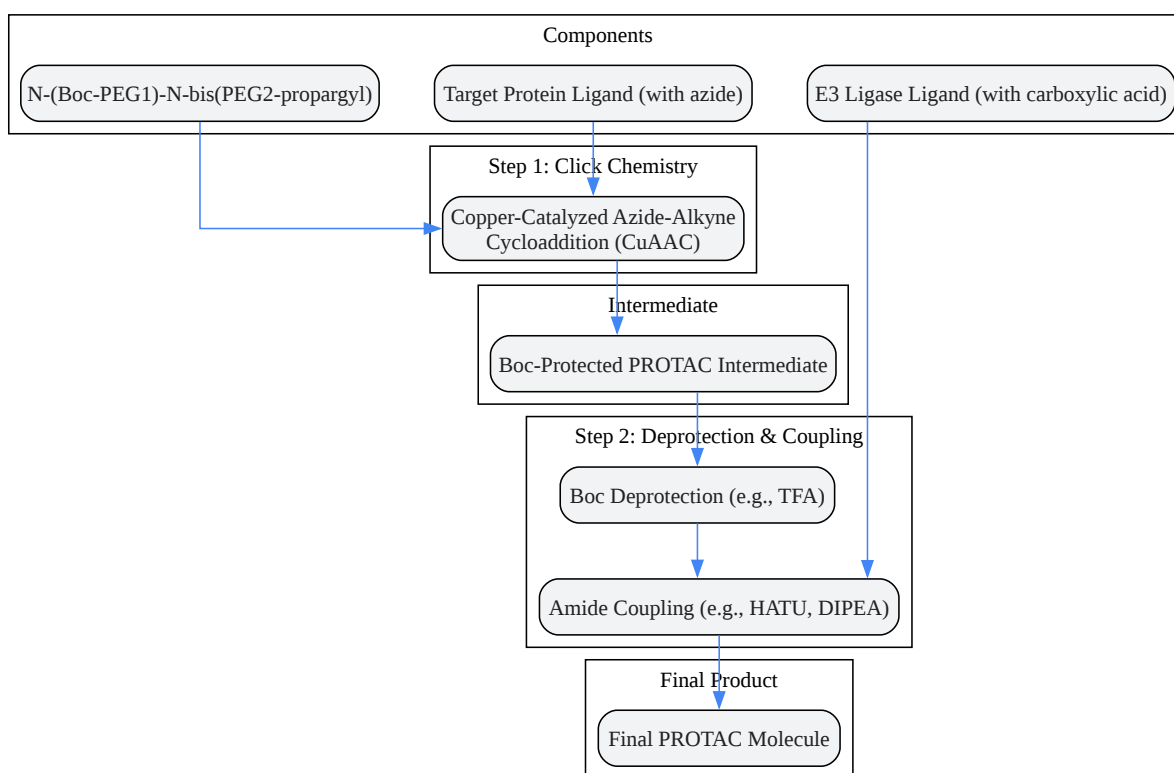 Components
N-(Boc-PEG1)-N-bis(PEG2-propargyl)
Target Protein Ligand (with azide)
E3 Ligase Ligand (with carboxylic acid)
Step 1: Click Chemistry
Copper-Catalyzed Azide-Alkyne
Cycloaddition (CuAAC)
Intermediate
Boc-Protected PROTAC Intermediate
Step 2: Deprotection & Coupling
Boc Deprotection (e.g., TFA)
Amide Coupling (e.g., HATU, DIPEA)
Final Product
Final PROTAC Molecule